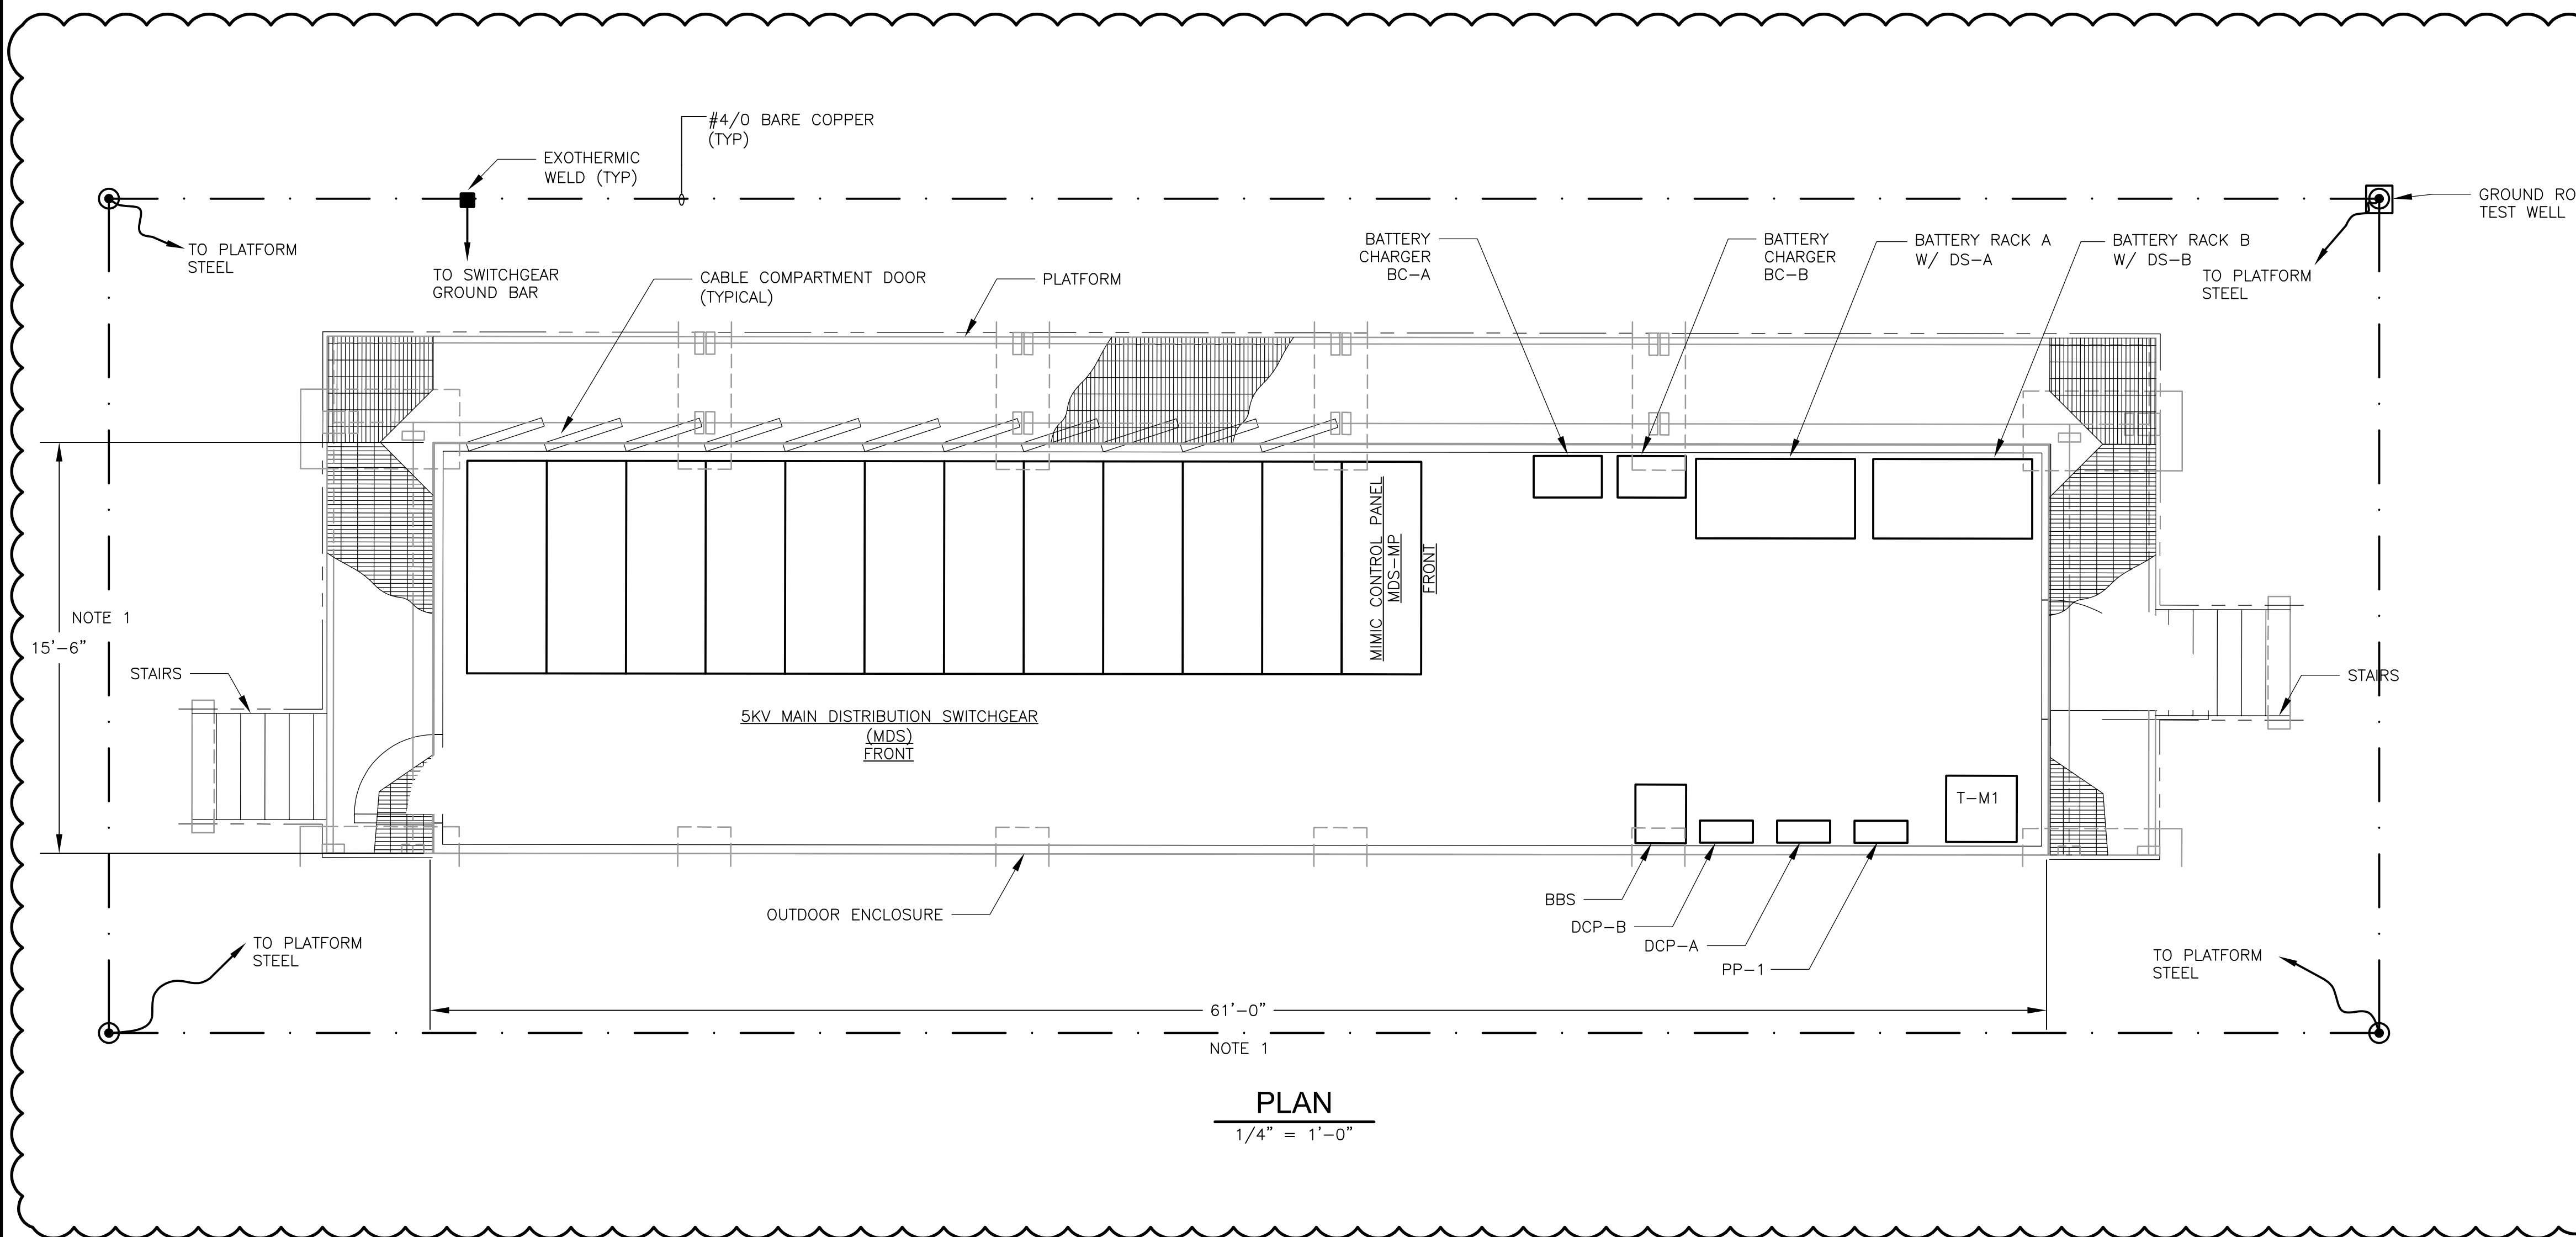 #4/0 BARE COPPER
(TYP)
EXOTHERMIC
WELD (TYP)
GROUND RO
TEST WELL
TO PLATFORM
STEEL
TO SWITCHGEAR
GROUND BAR
CABLE COMPARTMENT DOOR
(TYPICAL)
PLATFORM
BATTERY
CHARGER
BC-A
BATTERY
CHARGER
BC-B
BATTERY RACK A
W/ DS-A
BATTERY RACK B
W/ DS-B
TO PLATFORM
STEEL
MIMIC CONTROL PANEL
MDS-MP
FRONT
NOTE 1
15'-6"
STAIRS
STAIRS
5KV MAIN DISTRIBUTION SWITCHGEAR
(MDS)
FRONT
T-M1
OUTDOOR ENCLOSURE
BBS
DCP-B
DCP-A
PP-1
TO PLATFORM
STEEL
TO PLATFORM
STEEL
61'-0"
NOTE 1
PLAN
1/4" = 1'-0"